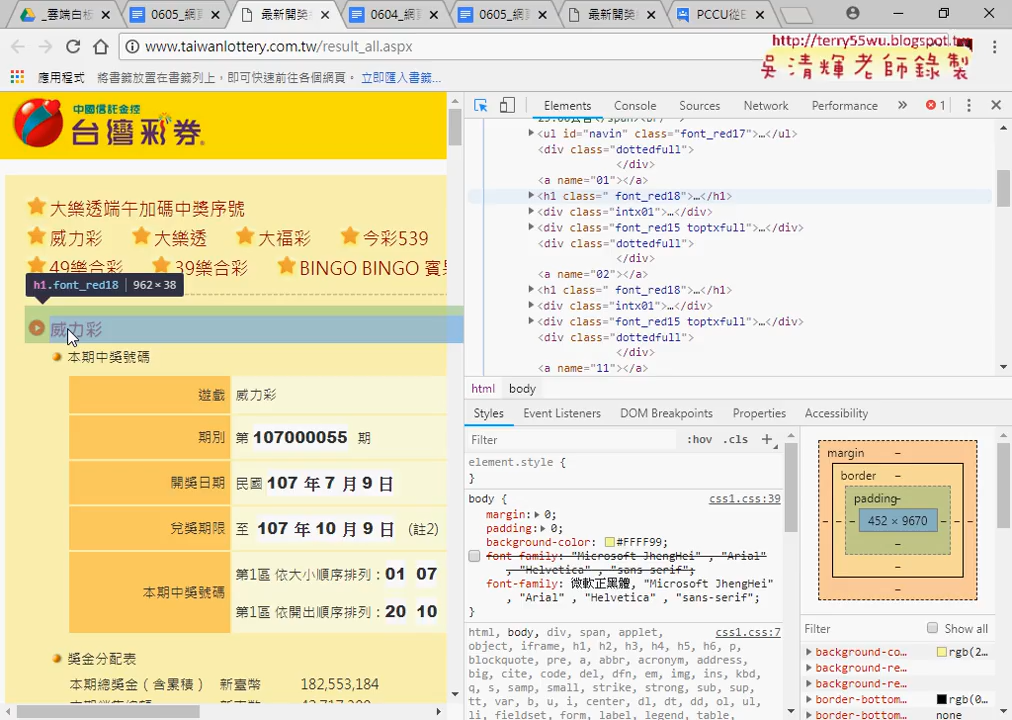 _雲端白板
0605_網頁
最新開獎
0604_網頁
0605_網頁
最新開獎
PCCU從E
www.taiwanlottery.com.tw/result_all.aspx
http://terry55wu.blogspot.tw
吳清輝老師錄製
應用程式
將書籤放置在書籤列上，即可快速前往各個網頁。 立即匯入書籤...
中國信託金控
台灣彩券
大樂透端午加碼中獎序號
威力彩 大樂透 大福彩 今彩539
49樂合彩 39樂合彩 BINGO BINGO 賓
h1.font_red18 962×38
威力彩
本期中獎號碼
遊戲 威力彩
期別 第 107000055 期
開獎日期 民國 107 年 7 月 9 日
兌獎期限 至 107 年 10 月 9 日 (註2)
本期中獎號碼
第1區 依大小順序排列：01 07
第1區 依開出順序排列：20 10
獎金分配表
本期總獎金（含累積） 新臺幣 182,553,184
Elements Console Sources Network Performance » 1
<ul id="navin" class="font_red17">…</ul>
<div class="dottedfull">
</div>
<a name="01"></a>
<h1 class=" font_red18">…</h1>
<div class="intx01">…</div>
<div class="font_red15 toptxfull">…</div>
<div class="dottedfull">
</div>
<a name="02"></a>
<h1 class=" font_red18">…</h1>
<div class="intx01">…</div>
<div class="font_red15 toptxfull">…</div>
<div class="dottedfull">
</div>
<a name="11"></a>
html body
Styles Event Listeners DOM Breakpoints Properties Accessibility
Filter :hov .cls +
element.style {
}
body { css1.css:39
margin: 0;
padding: 0;
background-color: #FFFF99;
font-family: "Microsoft JhengHei" , "Arial"
, "Helvetica" , "sans-serif";
font-family: 微軟正黑體, "Microsoft JhengHei"
, "Arial" , "Helvetica" , "sans-serif";
}
html, body, div, span, applet, css1.css:7
object, iframe, h1, h2, h3, h4, h5, h6, p,
blockquote, pre, a, abbr, acronym, address,
big, cite, code, del, dfn, em, img, ins, kbd,
q, s, samp, small, strike, strong, sub, sup,
tt, var, b, u, i, center, dl, dt, dd, ol, ul,
li, fieldset, form, label, legend, table,
margin –
border –
padding –
– – – 452 × 9670 – – –
–
–
–
Filter Show all
background-co… rgb(2…
background-re…
background-re…
border-bottom… rgb(0…
border-bottom… none